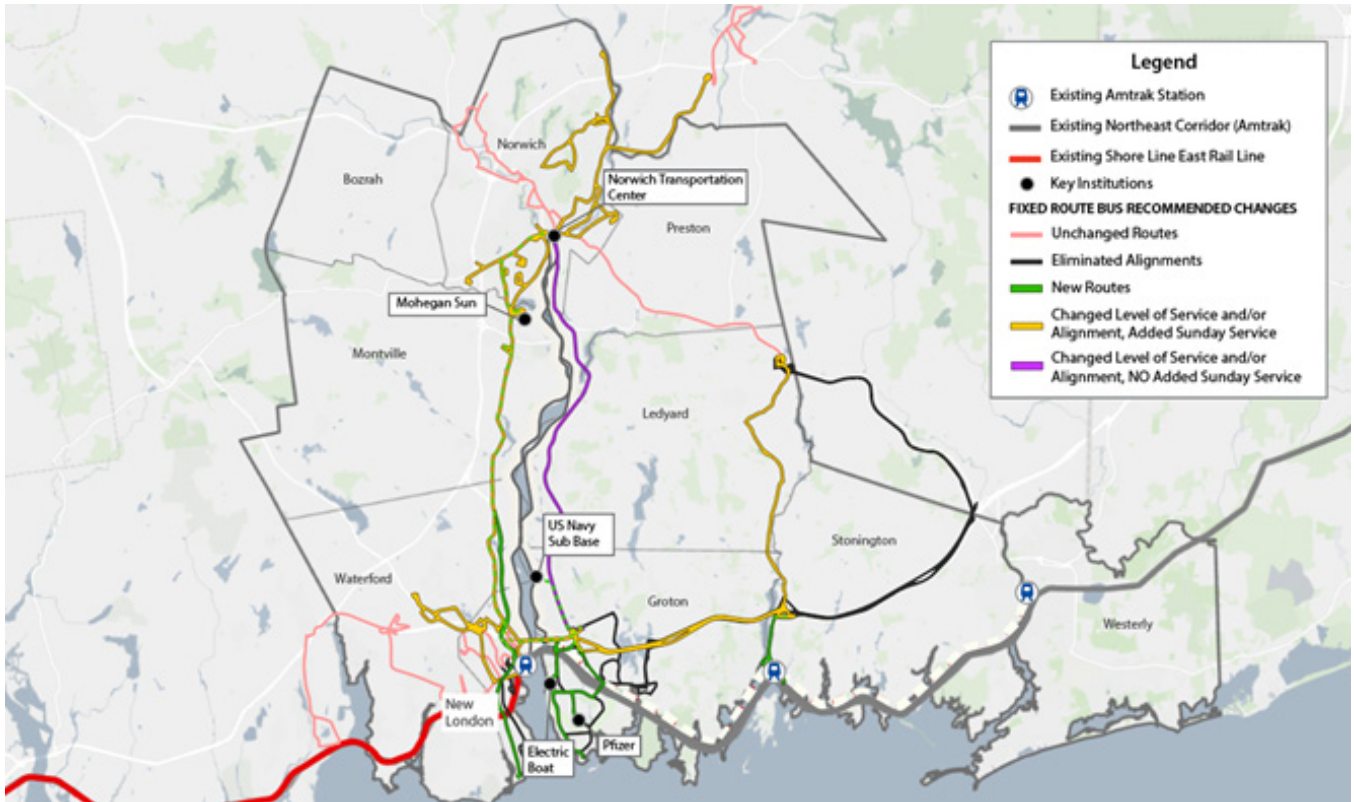 Legend
Existing Amtrak Station
Existing Northeast Corridor (Amtrak)
Existing Shore Line East Rail Line
Key Institutions
FIXED ROUTE BUS RECOMMENDED CHANGES
Unchanged Routes
Eliminated Alignments
New Routes
Changed Level of Service and/or
Alignment, Added Sunday Service
Changed Level of Service and/or
Alignment, NO Added Sunday Service
Norwich
Bozrah
Norwich Transportation
Center
Preston
Mohegan Sun
Montville
Ledyard
US Navy
Sub Base
Stonington
Waterford
Groton
Westerly
New
London
Electric
Boat
Pfizer